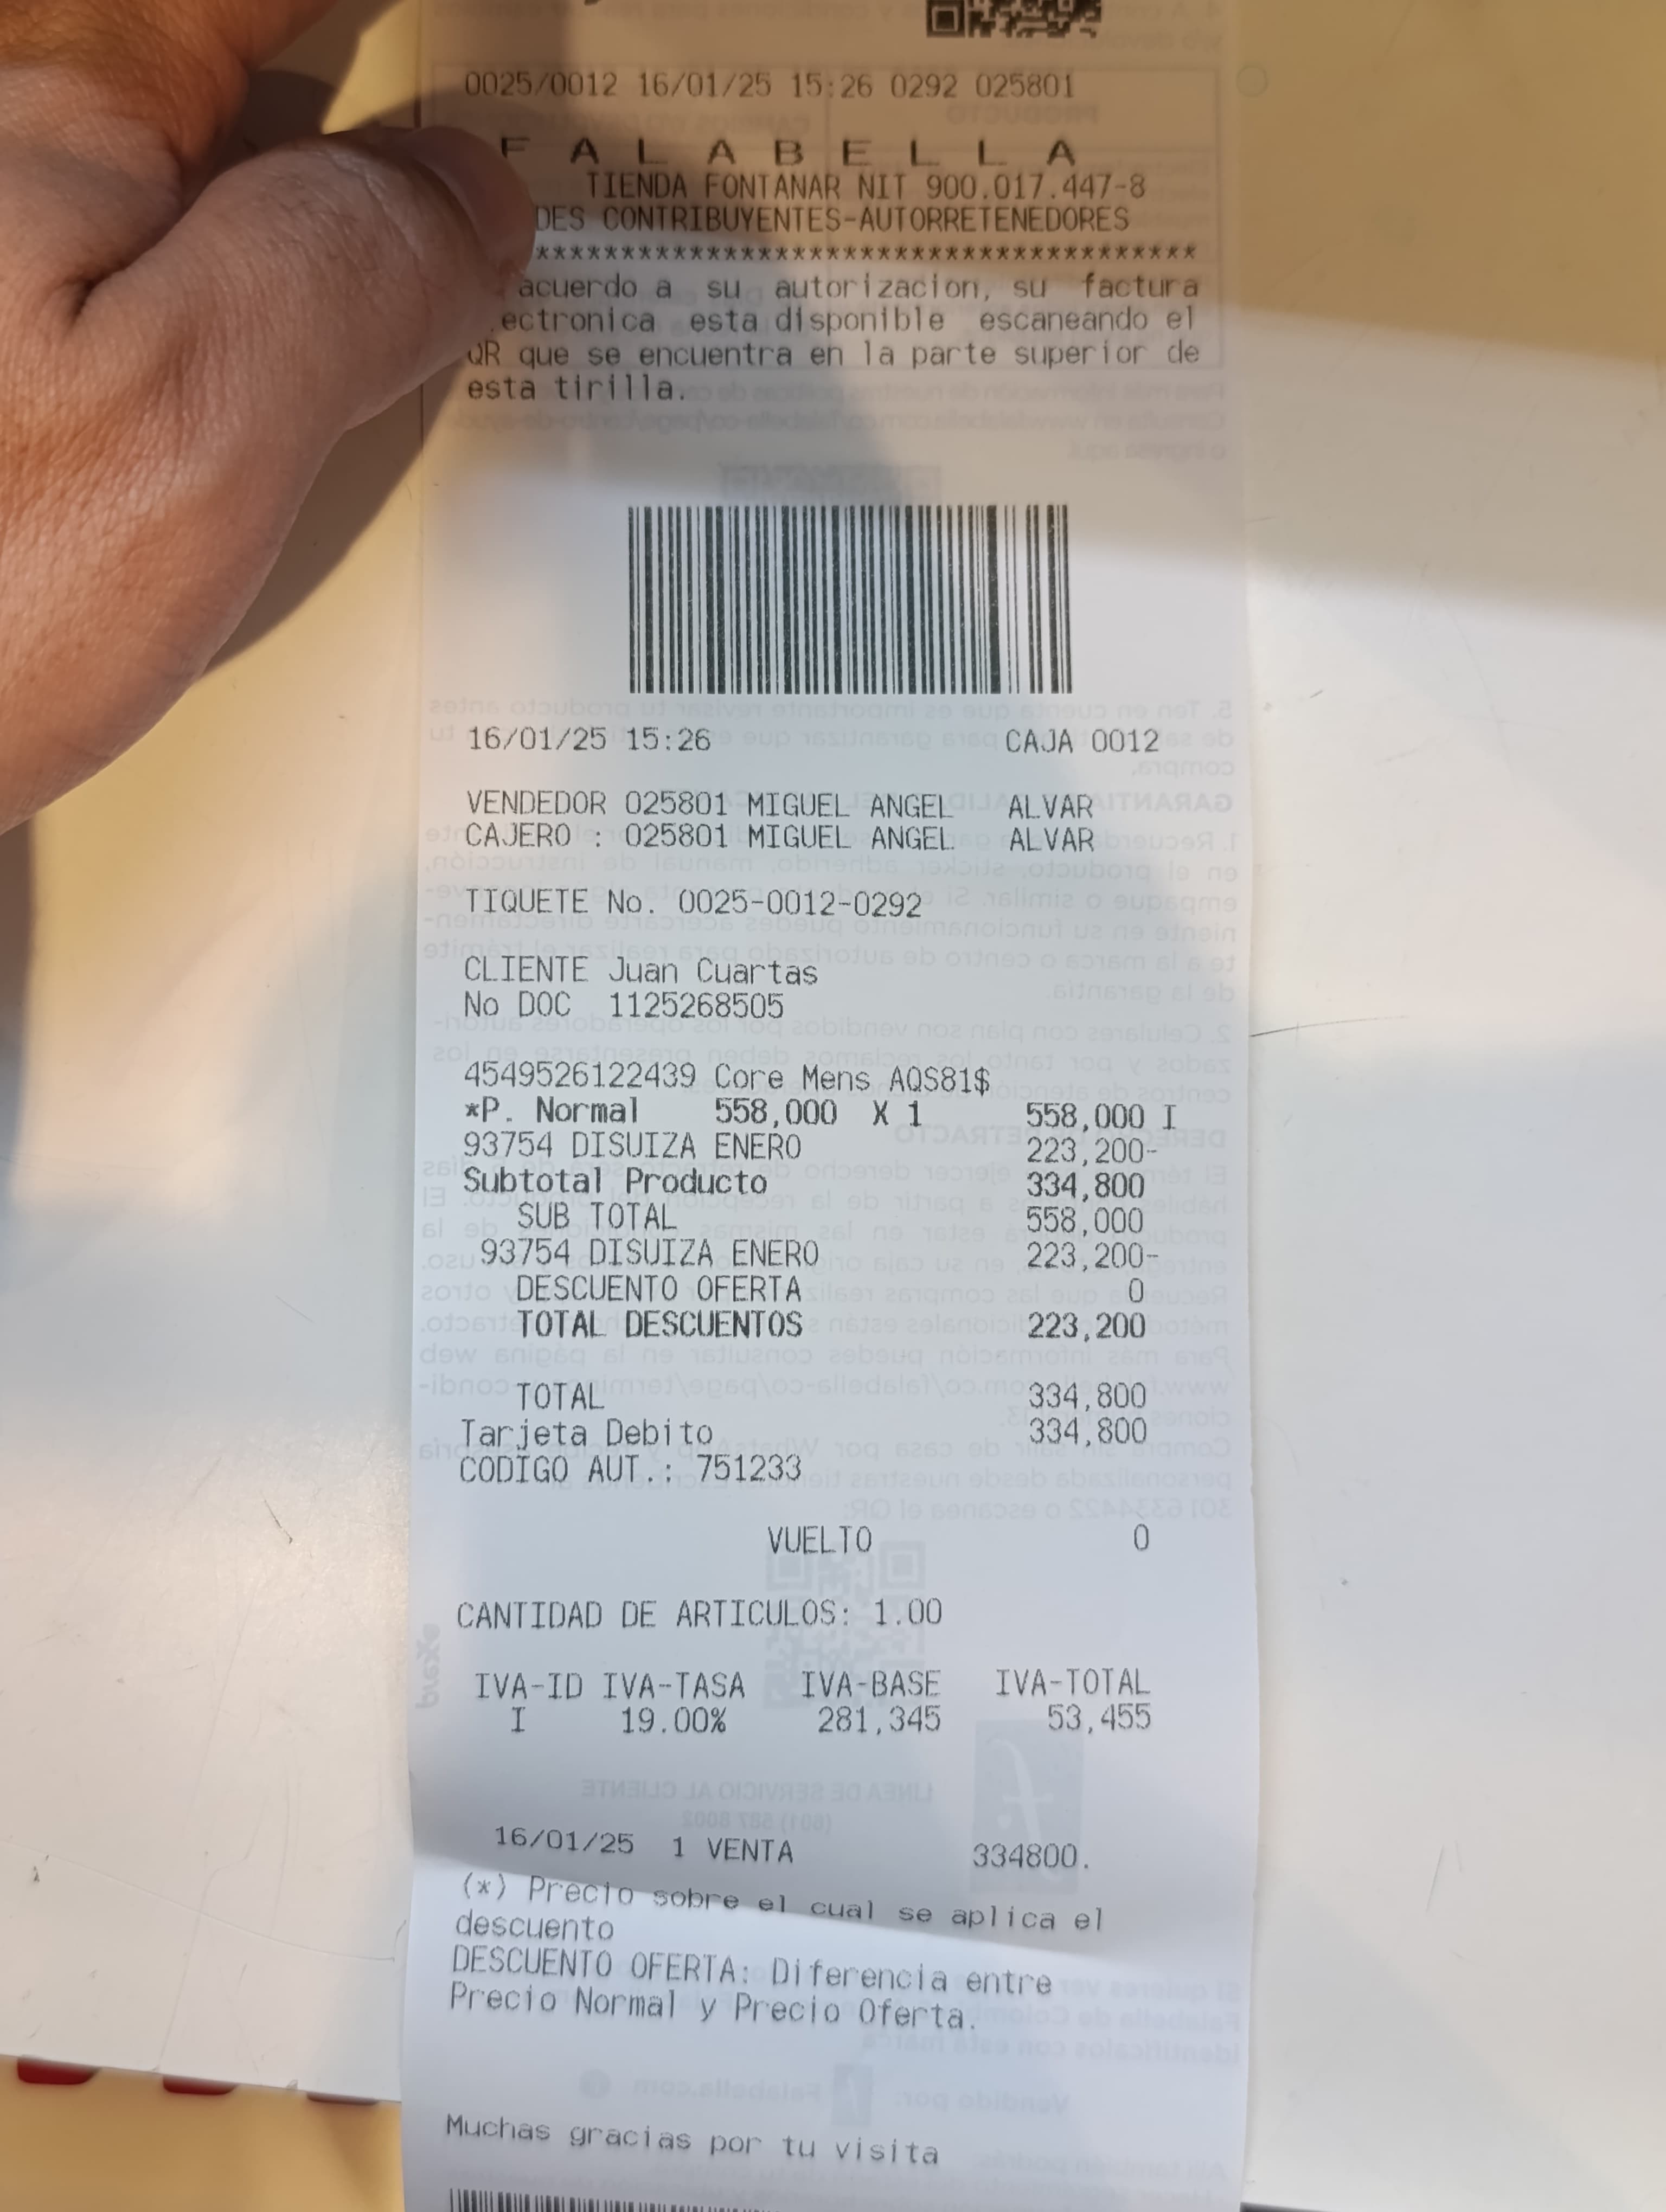 0025/0012 16/01/25 15:26 0292 025801
F A L A B E L L A
TIENDA FONTANAR NIT 900.017.447-8
DES CONTRIBUYENTES-AUTORRETENEDORES
***************************************
acuerdo a su autorizacion, su factura
ectronica esta disponible escaneando el
QR que se encuentra en la parte superior de
esta tirilla.
16/01/25 15:26 CAJA 0012
VENDEDOR 025801 MIGUEL ANGEL ALVAR
CAJERO : 025801 MIGUEL ANGEL ALVAR
TIQUETE No. 0025-0012-0292
CLIENTE Juan Cuartas
No DOC 1125268505
4549526122439 Core Mens AQS81$
*P. Normal 558,000 X 1 558,000 I
93754 DISUIZA ENERO 223,200-
Subtotal Producto 334,800
SUB TOTAL 558,000
93754 DISUIZA ENERO 223,200-
DESCUENTO OFERTA 0
TOTAL DESCUENTOS 223,200
TOTAL 334,800
Tarjeta Debito 334,800
CODIGO AUT.: 751233
VUELTO 0
CANTIDAD DE ARTICULOS: 1.00
IVA-ID IVA-TASA IVA-BASE IVA-TOTAL
I 19.00% 281,345 53,455
16/01/25 1 VENTA 334800.
(*) Precio sobre el cual se aplica el
descuento
DESCUENTO OFERTA: Diferencia entre
Precio Normal y Precio Oferta.
Muchas gracias por tu visita